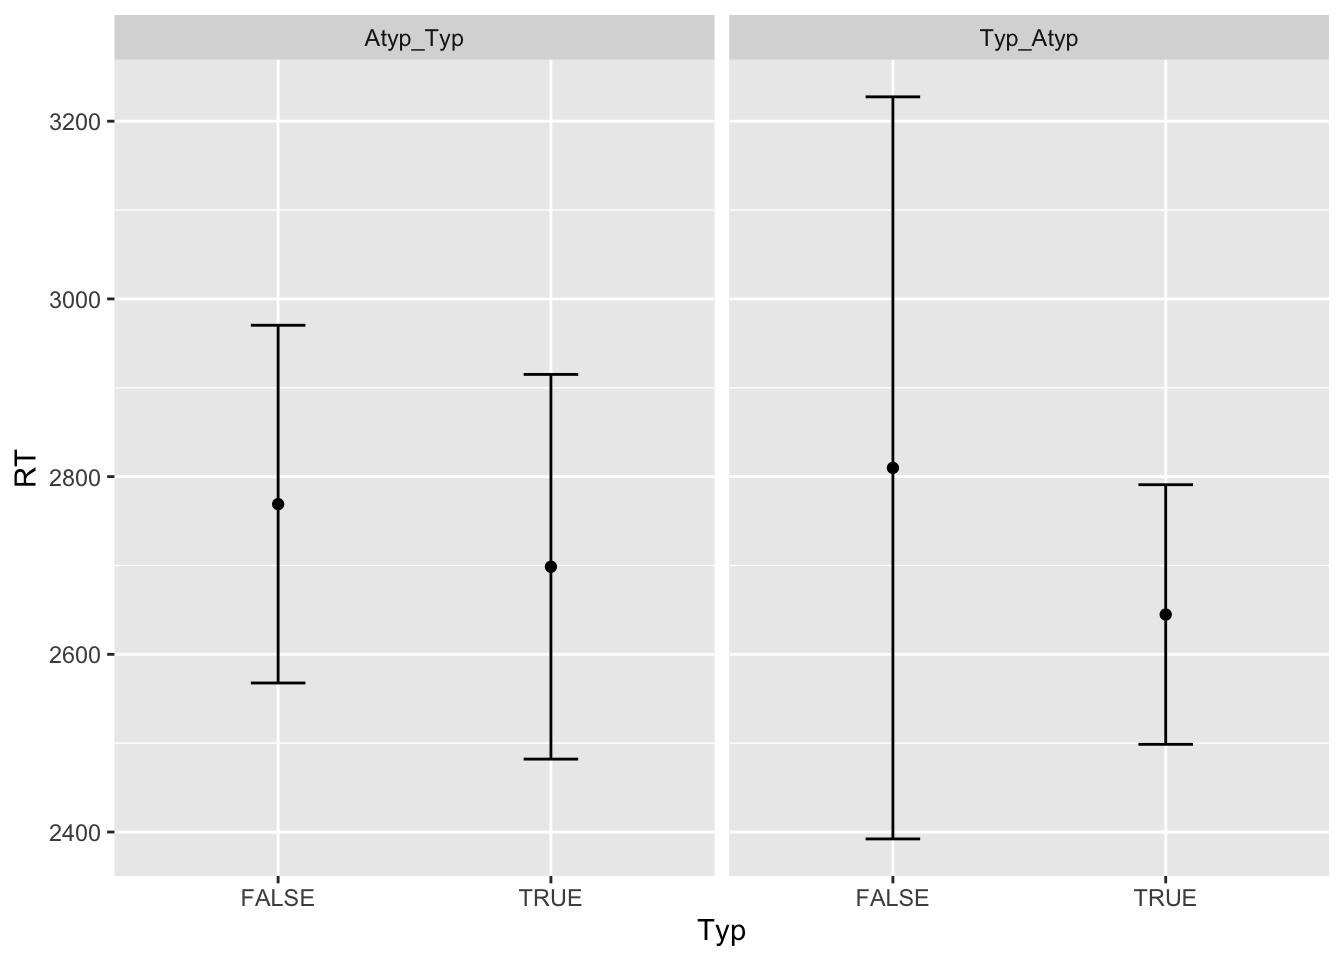 Atyp_Typ
Typ_Atyp
3200
3000
2800
2600
2400
RT
FALSE
TRUE
FALSE
TRUE
Typ